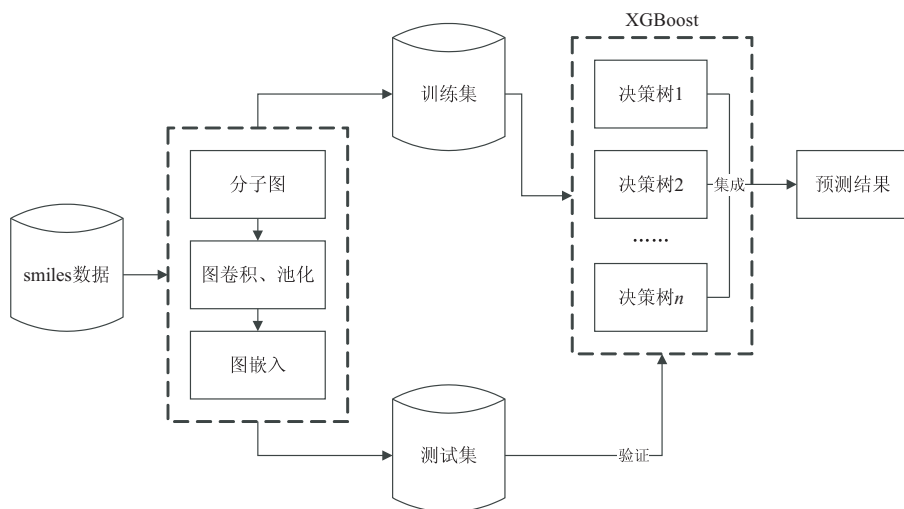 XGBoost
训练集
决策树1
分子图
决策树2
集成
预测结果
……
smiles数据
图卷积、池化
决策树n
图嵌入
测试集
验证